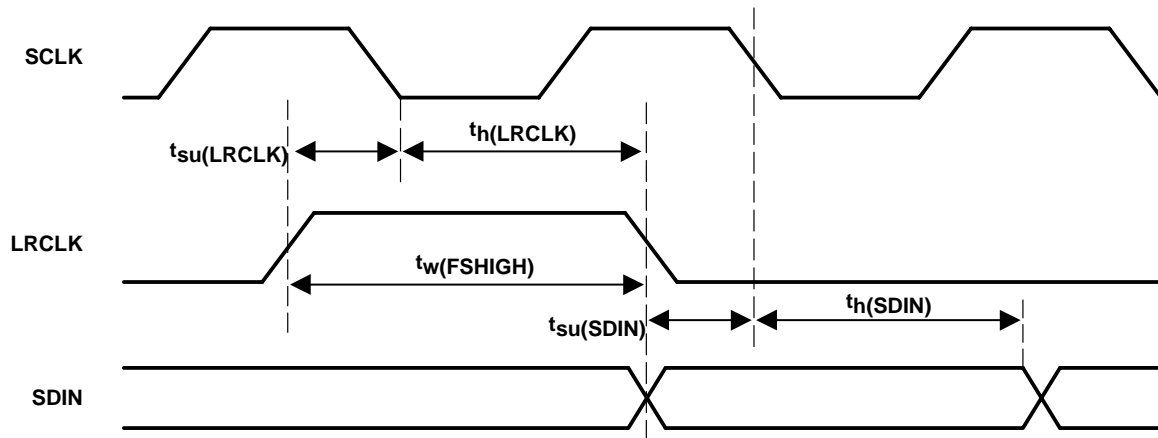 SCLK
th(LRCLK)
tsu(LRCLK)
LRCLK
tw(FSHIGH)
th(SDIN)
tsu(SDIN)
SDIN